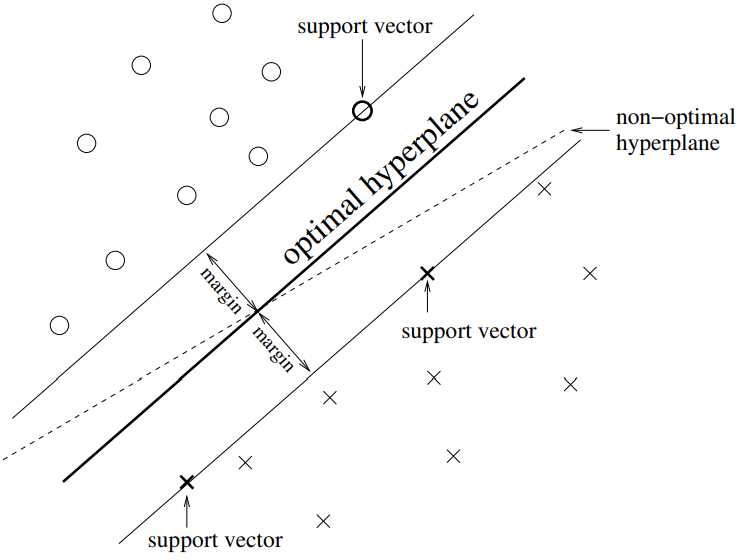 support vector
optimal hyperplane
non−optimal
hyperplane
margin
margin
support vector
support vector